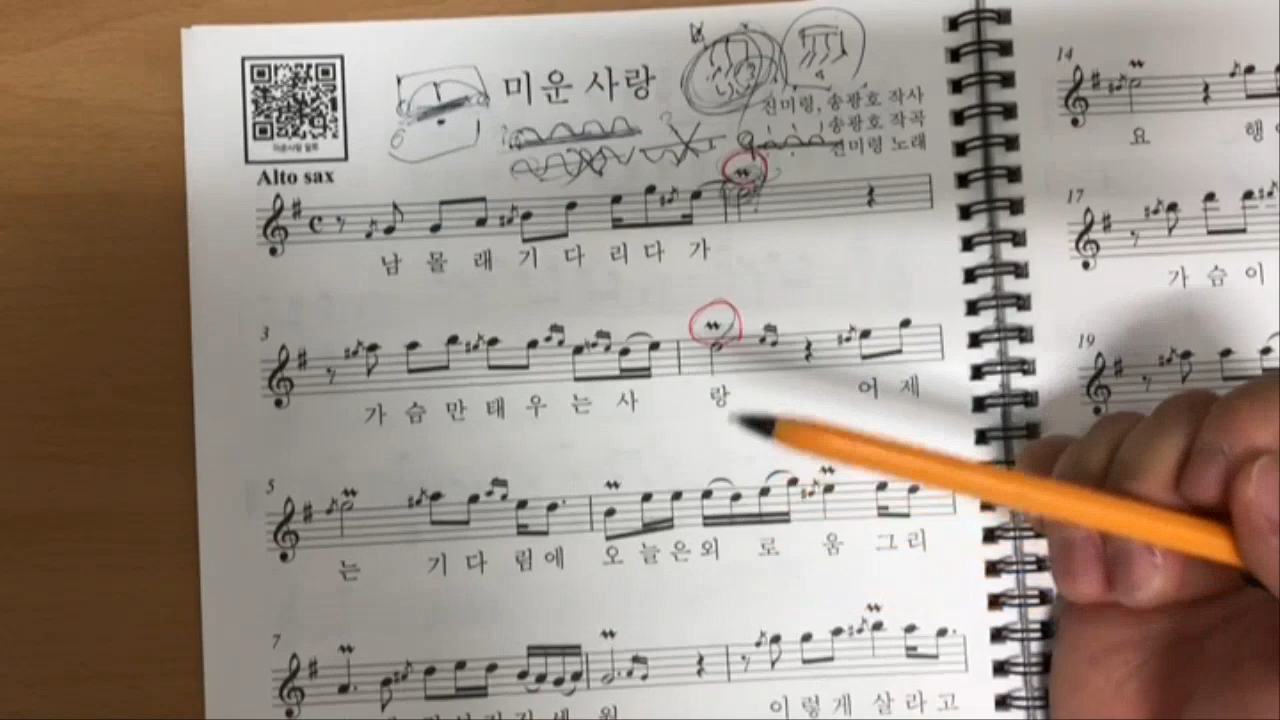 미운 사랑
진미령, 송광호 작사
송광호 작곡
진미령 노래
Alto sax
남 몰 래 기 다 리 다 가
3
가 슴 만 태 우 는 사 랑 어 제
5
는 기 다 림 에 오 늘 은 외 로 움 그 리
7
이 렇 게 살 라 고
14
요 행
17
가 슴 이
19